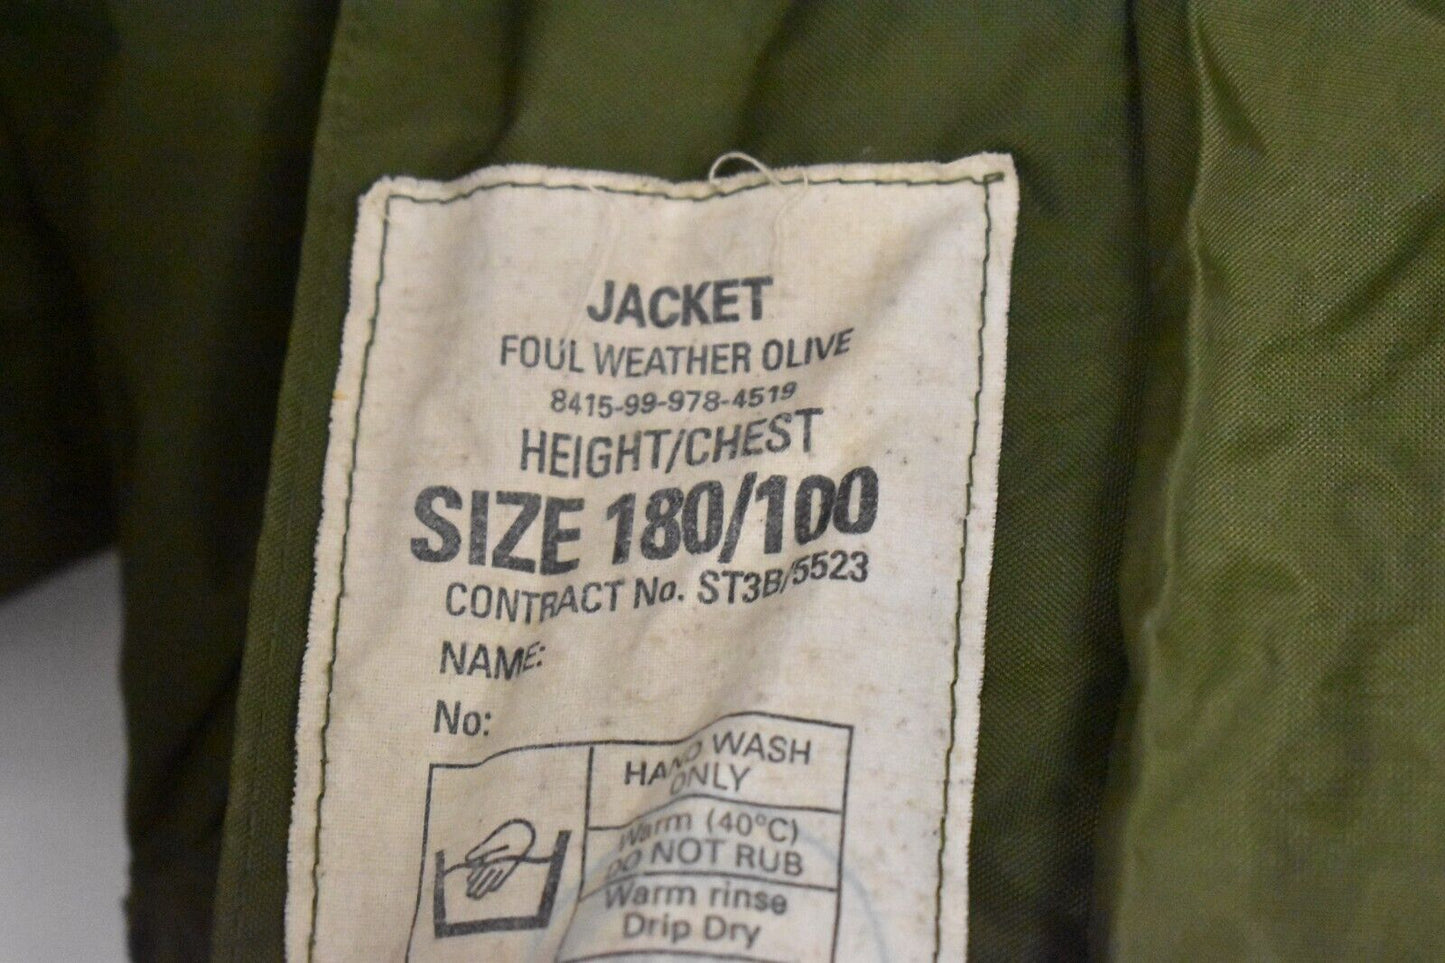 JACKET
FOUL WEATHER OLIVE
8415-99-978-4519
HEIGHT/CHEST
SIZE 180/100
CONTRACT No. ST3B/5523
NAME:
No:
HAND WASH
ONLY
Warm (40°C)
DO NOT RUB
Warm rinse
Drip Dry